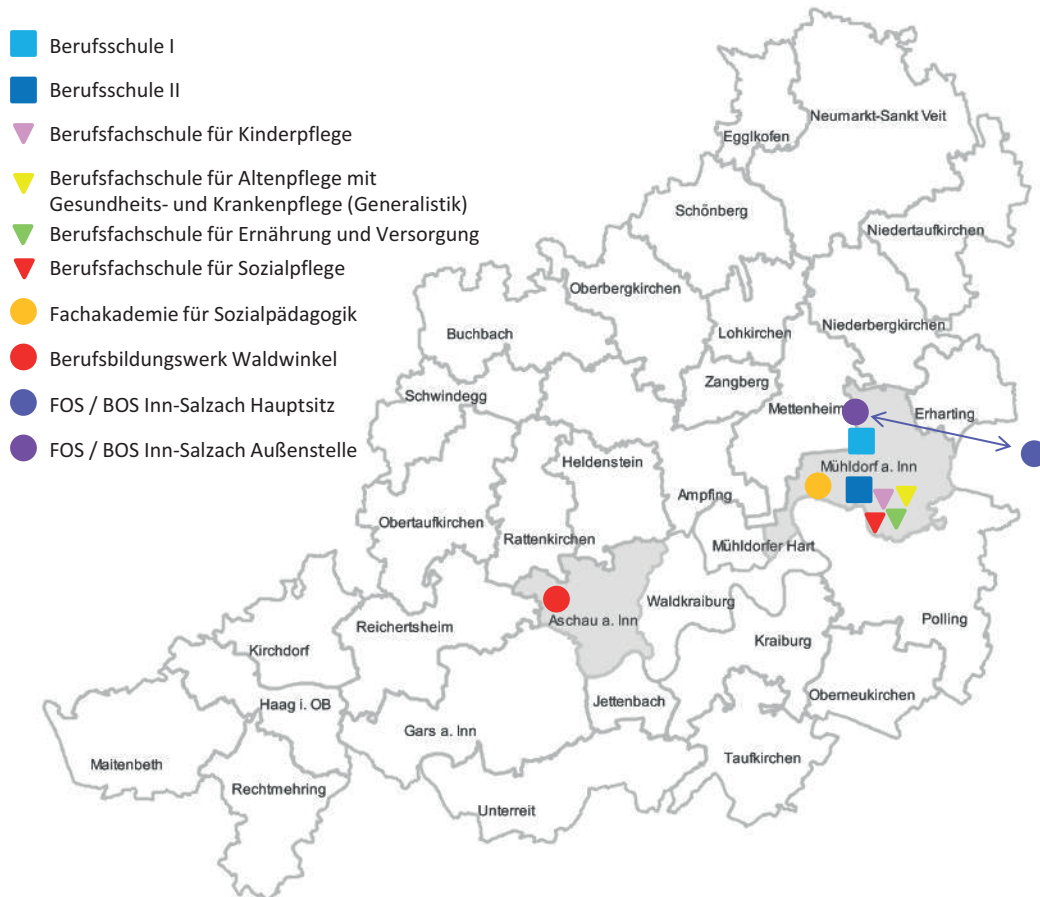 Berufsschule I
Berufsschule II
Berufsfachschule für Kinderpflege
Berufsfachschule für Altenpflege mit
Gesundheits- und Krankenpflege (Generalistik)
Berufsfachschule für Ernährung und Versorgung
Berufsfachschule für Sozialpflege
Fachakademie für Sozialpädagogik
Berufsbildungswerk Waldwinkel
FOS / BOS Inn-Salzach Hauptsitz
FOS / BOS Inn-Salzach Außenstelle
Neumarkt-Sankt Veit
Egglkofen
Schönberg
Niedertaufkirchen
Oberbergkirchen
Buchbach
Lohkirchen
Niederbergkirchen
Zangberg
Schwindegg
Mettenheim
Erharting
Heldenstein
Mühldorf a. Inn
Ampfing
Obertaufkirchen
Rattenkirchen
Mühldorfer Hart
Waldkraiburg
Aschau a. Inn
Reichertsheim
Kraiburg
Polling
Kirchdorf
Oberneukirchen
Haag i. OB
Jettenbach
Gars a. Inn
Taufkirchen
Maitenbeth
Rechtmehring
Unterreit